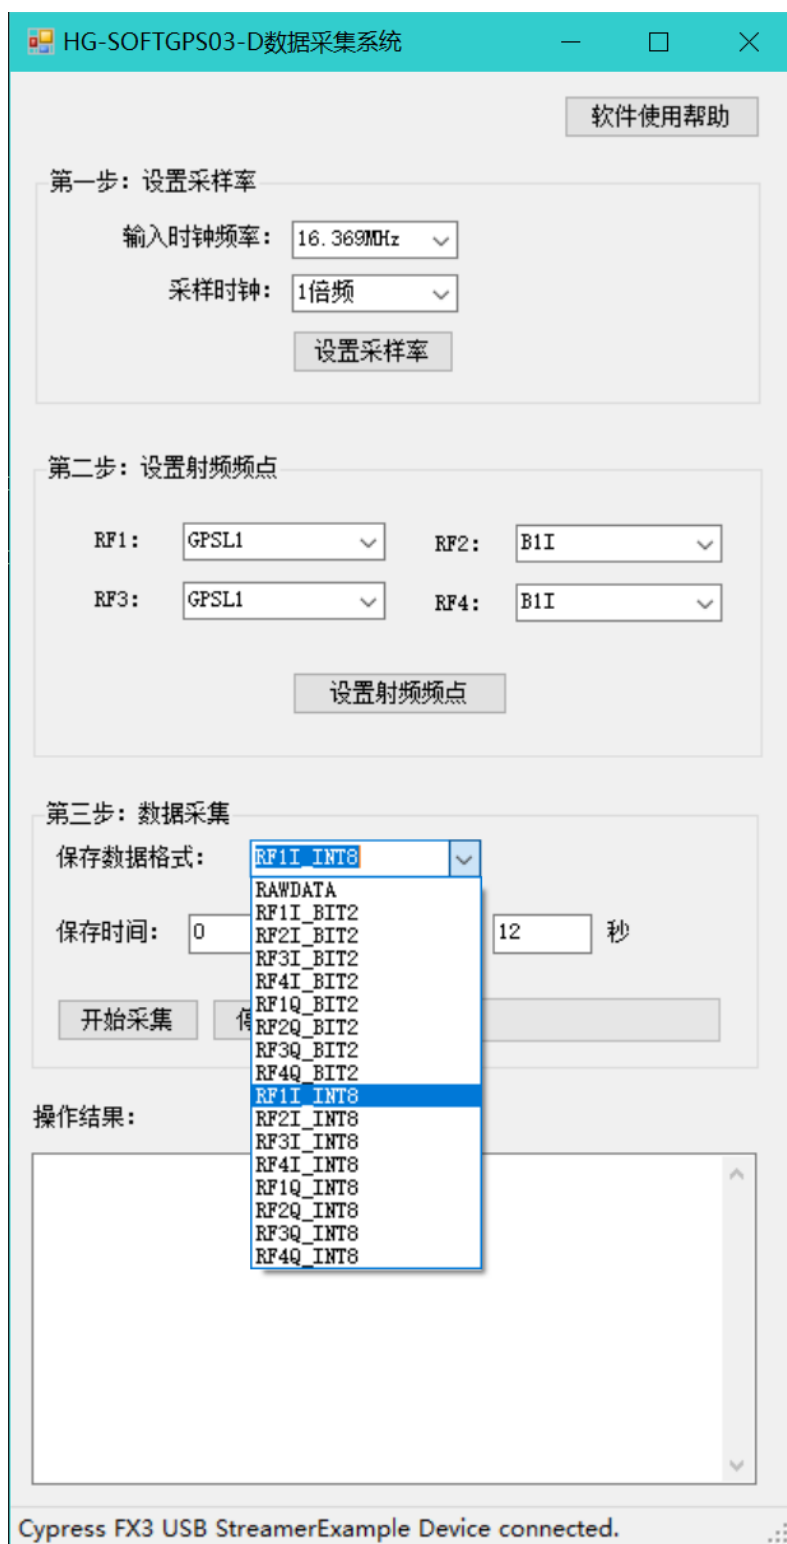 HG-SOFTGPS03-D数据采集系统
软件使用帮助
第一步：设置采样率
输入时钟频率： 16.369MHz
采样时钟： 1倍频
设置采样率
第二步：设置射频频点
RF1： GPSL1 RF2： B1I
RF3： GPSL1 RF4： B1I
设置射频频点
第三步：数据采集
保存数据格式： RF1I_INT8
RAWDATA
RF1I_BIT2
保存时间： 0 RF2I_BIT2 12 秒
RF3I_BIT2
RF4I_BIT2
RF1Q_BIT2
开始采集 RF2Q_BIT2
RF3Q_BIT2
RF4Q_BIT2
RF1I_INT8
操作结果： RF2I_INT8
RF3I_INT8
RF4I_INT8
RF1Q_INT8
RF2Q_INT8
RF3Q_INT8
RF4Q_INT8
Cypress FX3 USB StreamerExample Device connected.